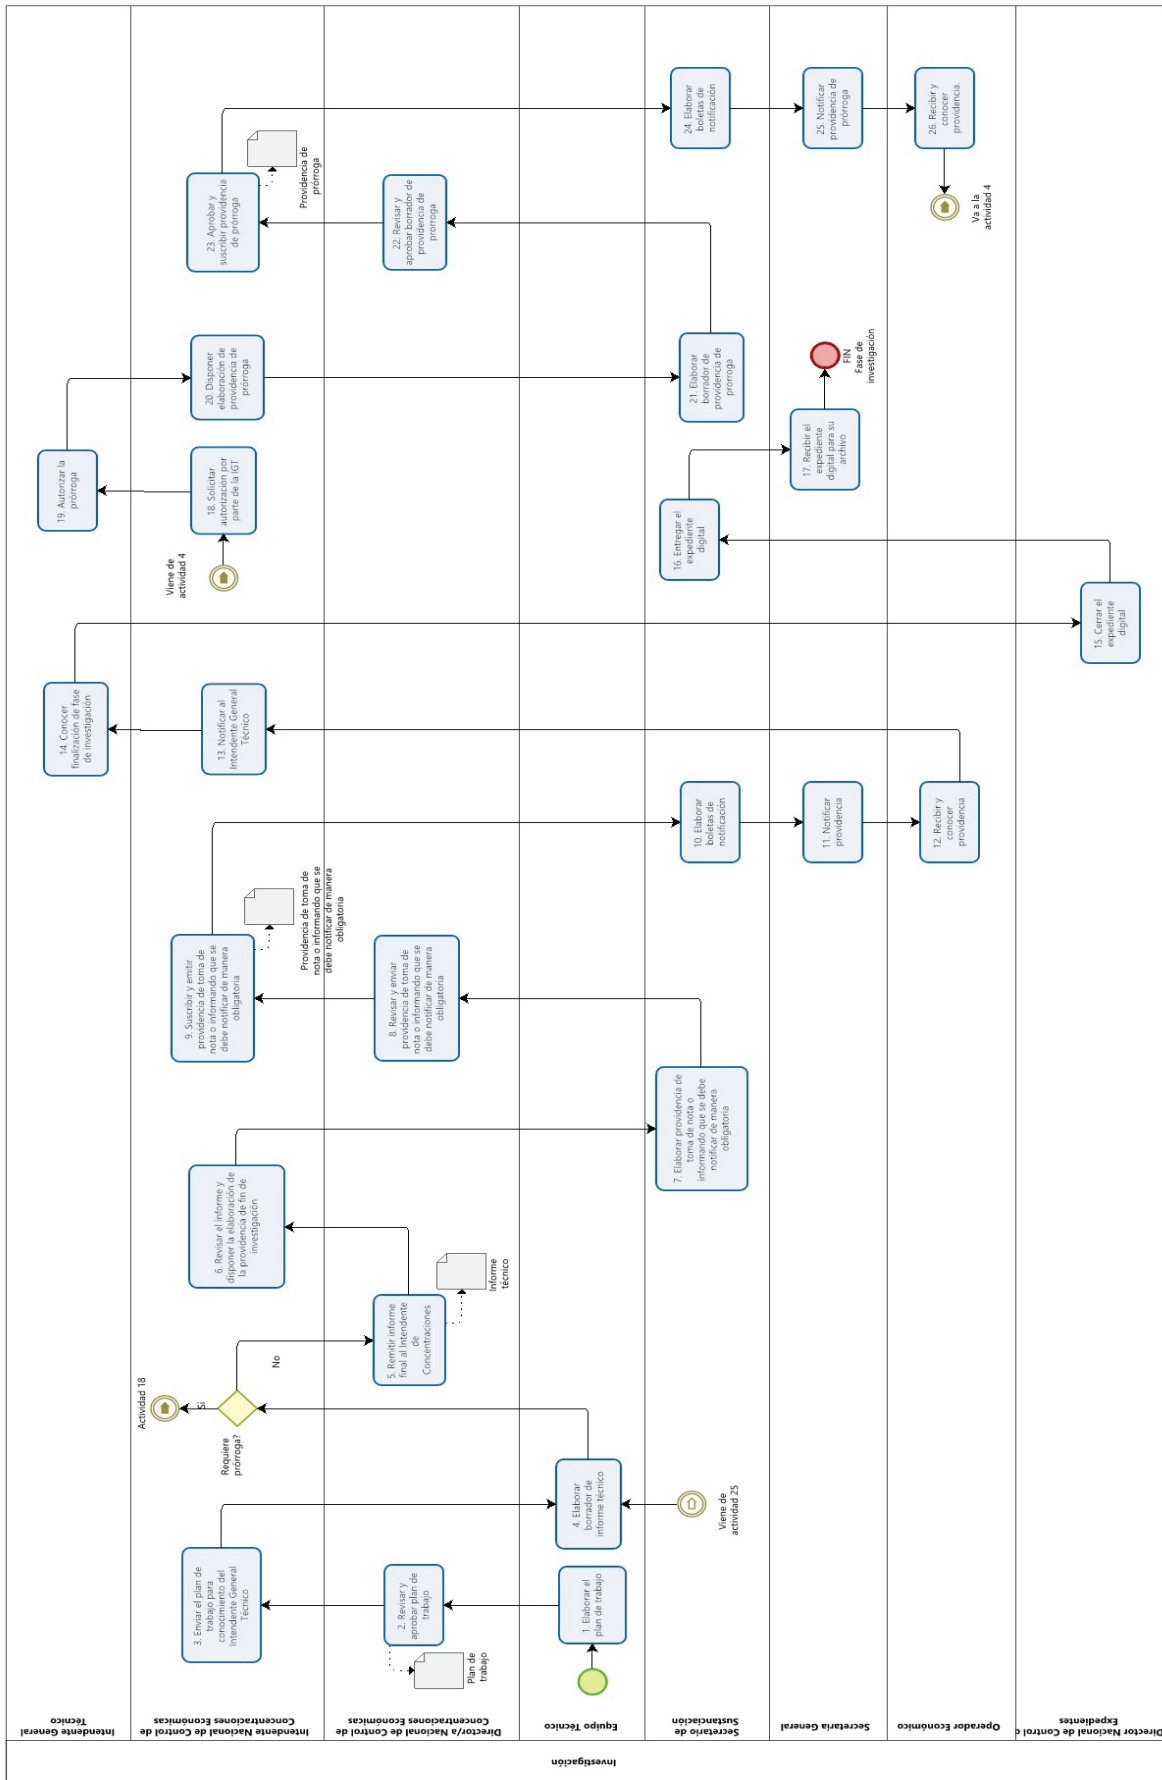 Investigación
Intendente General
Técnico
Intendente Nacional de Control de
Concentraciones Económicas
Director/a Nacional de Control de
Concentraciones Económicas
Equipo Técnico
Secretario de
Sustanciación
Secretaria General
Operador Económico
Director Nacional de Control d
Expedientes
1. Elaborar el
plan de trabajo
2. Revisar y
aprobar plan de
trabajo
Plan de
trabajo
3. Enviar el plan de
trabajo para
conocimiento del
Intendente General
Técnico
4. Elaborar
borrador de
informe técnico
Viene de
actividad 25
Requiere
prórroga?
Si
Actividad 18
No
5. Remitir informe
final al Intendente
de
Concentraciones
Informe
técnico
6. Revisar el informe y
disponer la elaboración de
la providencia de fin de
investigación
7. Elaborar providencia de
toma de nota o
informando que se debe
notificar de manera
obligatoria
8. Revisar y enviar
providencia de toma de
nota o informando que se
debe notificar de manera
obligatoria
9. Suscribir y emitir
providencia de toma de
nota o informando que se
debe notificar de manera
obligatoria
Providencia de toma de
nota o informando que se
debe notificar de manera
obligatoria
10. Elaborar
boletas de
notificación
11. Notificar
providencia
12. Recibir y
conocer
providencia
13. Notificar al
Intendente General
Técnico
14. Conocer
finalización de fase
de investigación
15. Cerrar el
expediente
digital
16. Entregar el
expediente
digital
17. Recibir el
expediente
digital para su
archivo
FIN
Fase de
investigación
Viene de
actividad 4
18. Solicitar
autorización por
parte de la IGT
19. Autorizar la
prórroga
20. Disponer
elaboración de
providencia de
prórroga
21. Elaborar
borrador de
providencia de
prorroga
22. Revisar y
aprobar borrador de
providencia de
prorroga
23. Aprobar y
suscribir providencia
de prórroga
Providencia de
prórroga
24. Elaborar
boletas de
notificación
25. Notificar
providencia de
prórroga
26. Recibir y
conocer
providencia.
Va a la
actividad 4